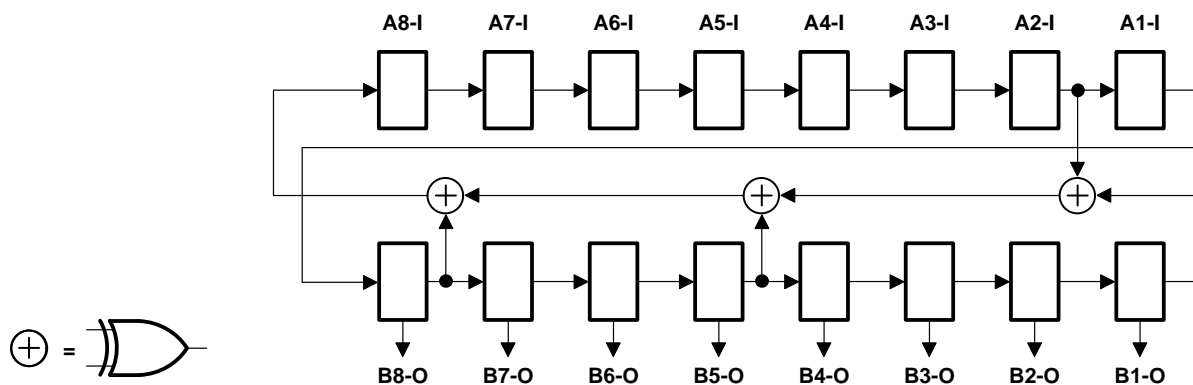 A8-I A7-I A6-I A5-I A4-I A3-I A2-I A1-I
=
B8-O B7-O B6-O B5-O B4-O B3-O B2-O B1-O